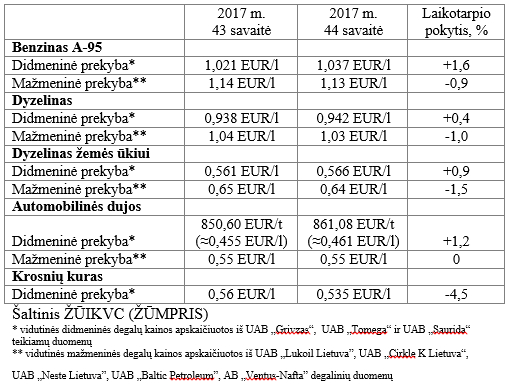 2017 m. 43 savaitė | 2017 m. 44 savaitė | Laikotarpio pokytis, %
Benzinas A-95
Didmeninė prekyba* | 1,021 EUR/l | 1,037 EUR/l | +1,6
Mažmeninė prekyba** | 1,14 EUR/l | 1,13 EUR/l | -0,9
Dyzelinas
Didmeninė prekyba* | 0,938 EUR/l | 0,942 EUR/l | +0,4
Mažmeninė prekyba** | 1,04 EUR/l | 1,03 EUR/l | -1,0
Dyzelinas žemės ūkiui
Didmeninė prekyba* | 0,561 EUR/l | 0,566 EUR/l | +0,9
Mažmeninė prekyba** | 0,65 EUR/l | 0,64 EUR/l | -1,5
Automobilinės dujos
Didmeninė prekyba* | 850,60 EUR/t (≈0,455 EUR/l) | 861,08 EUR/t (≈0,461 EUR/l) | +1,2
Mažmeninė prekyba** | 0,55 EUR/l | 0,55 EUR/l | 0
Krosnių kuras
Didmeninė prekyba* | 0,56 EUR/l | 0,535 EUR/l | -4,5
Šaltinis ŽŪIKVC (ŽŪMPRIS)
* vidutinės didmeninės degalų kainos apskaičiuotos iš UAB „Grivzas“, UAB „Tomega“ ir UAB „Saurida“
teikiamų duomenų
** vidutinės mažmeninės degalų kainos apskaičiuotos iš UAB „Lukoil Lietuva”, UAB „Cirkle K Lietuva“,
UAB „Neste Lietuva”, UAB „Baltic Petroleum”, AB „Ventus-Nafta” degalinių duomenų